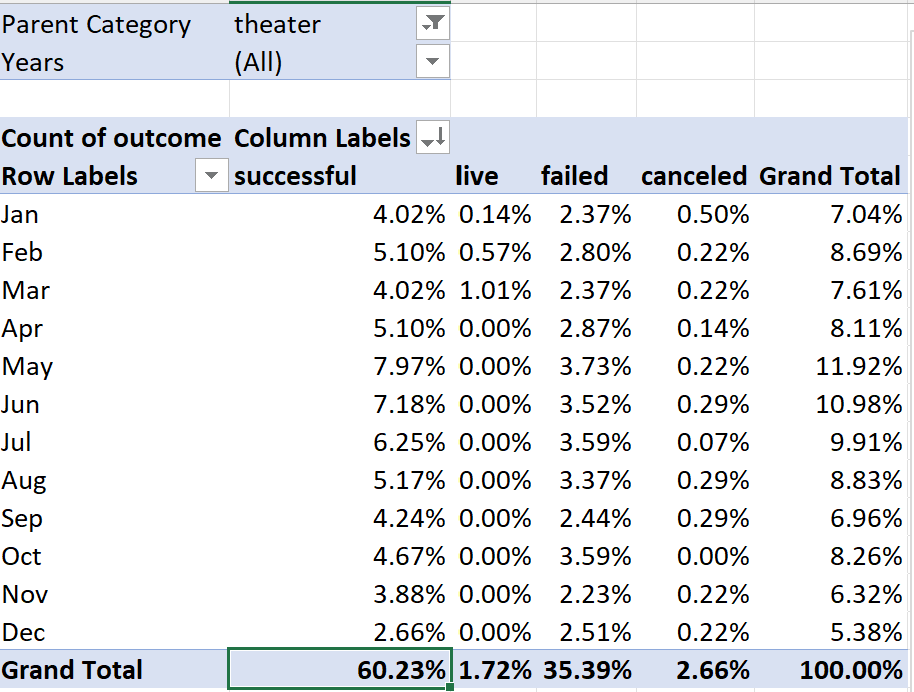 Parent Category theater
Years (All)
Count of outcome Column Labels
Row Labels successful live failed canceled Grand Total
Jan 4.02% 0.14% 2.37% 0.50% 7.04%
Feb 5.10% 0.57% 2.80% 0.22% 8.69%
Mar 4.02% 1.01% 2.37% 0.22% 7.61%
Apr 5.10% 0.00% 2.87% 0.14% 8.11%
May 7.97% 0.00% 3.73% 0.22% 11.92%
Jun 7.18% 0.00% 3.52% 0.29% 10.98%
Jul 6.25% 0.00% 3.59% 0.07% 9.91%
Aug 5.17% 0.00% 3.37% 0.29% 8.83%
Sep 4.24% 0.00% 2.44% 0.29% 6.96%
Oct 4.67% 0.00% 3.59% 0.00% 8.26%
Nov 3.88% 0.00% 2.23% 0.22% 6.32%
Dec 2.66% 0.00% 2.51% 0.22% 5.38%
Grand Total 60.23% 1.72% 35.39% 2.66% 100.00%